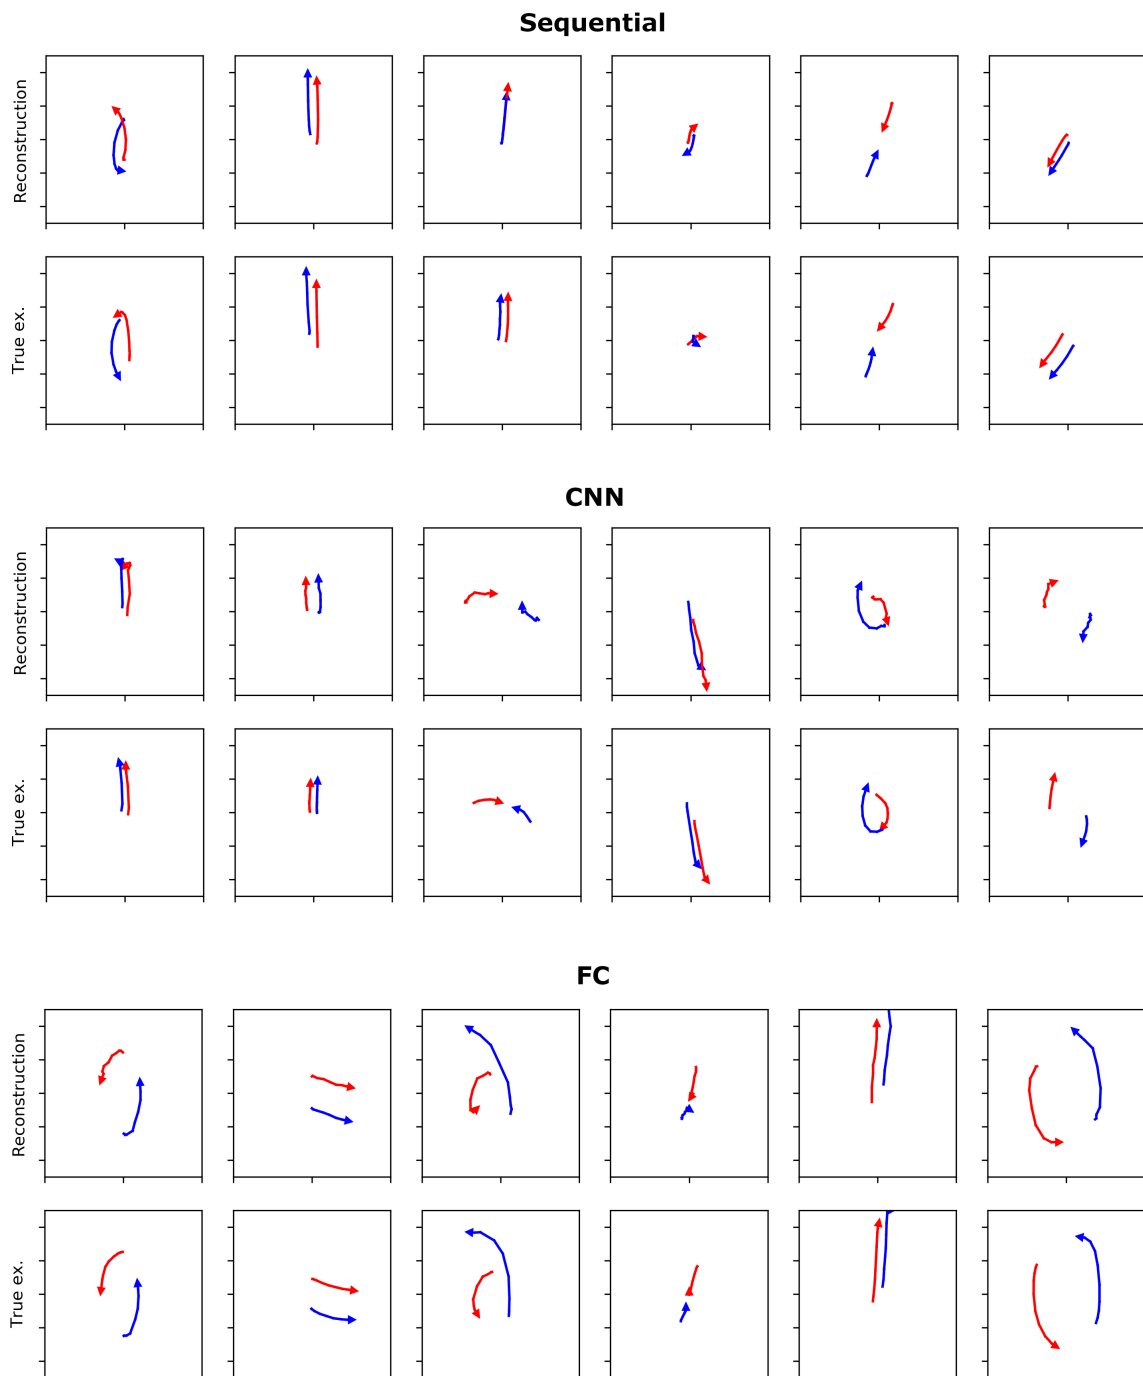 Sequential
Reconstruction
True ex.
CNN
Reconstruction
True ex.
FC
Reconstruction
True ex.